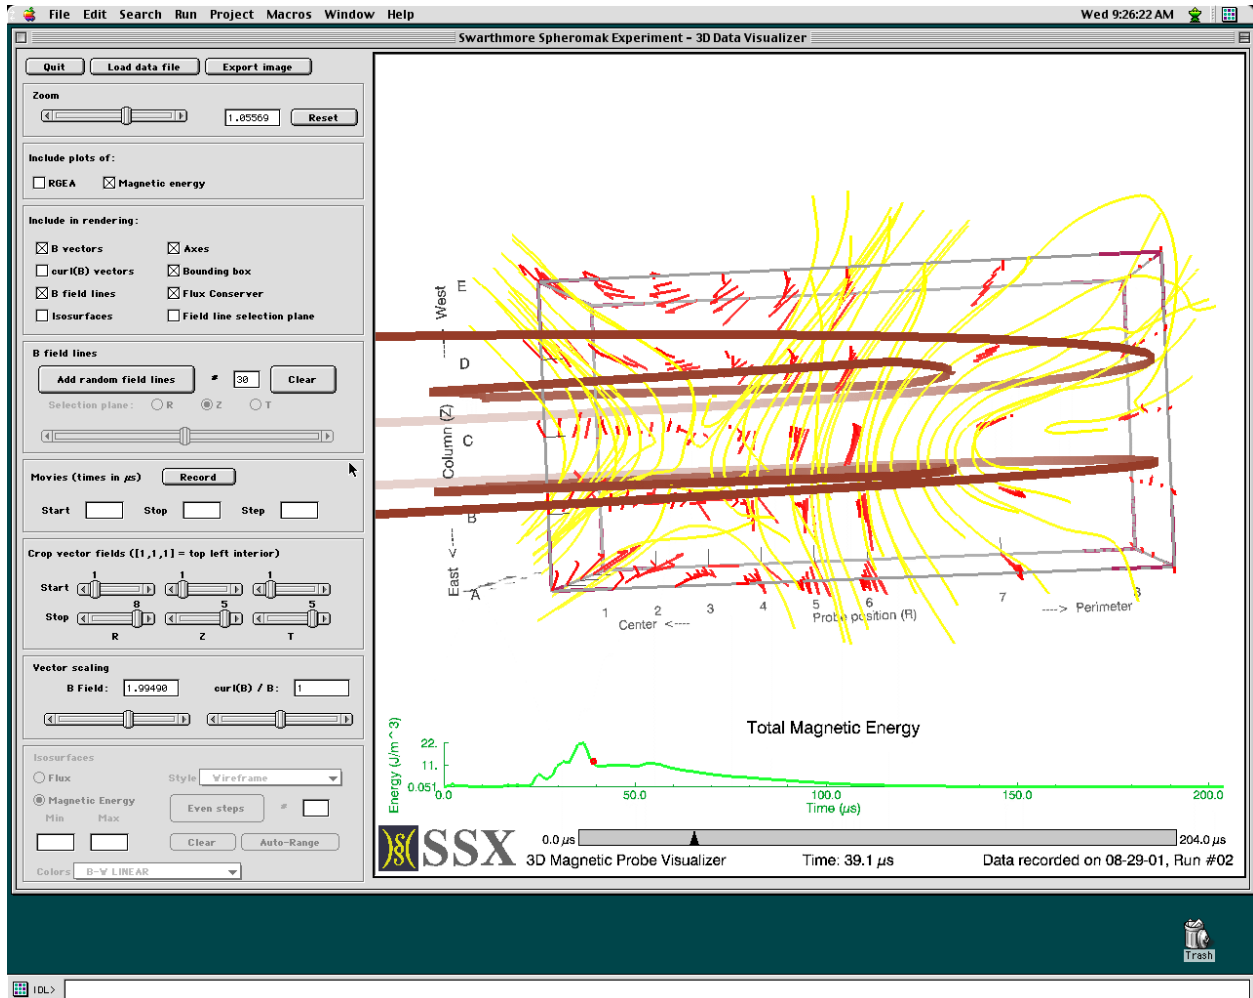 File Edit Search Run Project Macros Window Help Wed 9:26:22 AM
Swarthmore Spheromak Experiment - 3D Data Visualizer
Quit Load data file Export image
Zoom
1.05569 Reset
Include plots of:
RGEA Magnetic energy
Include in rendering:
B vectors Axes
curl(B) vectors Bounding box
B field lines Flux Conserver
Isosurfaces Field line selection plane
B field lines
Add random field lines # 30 Clear
Selection plane: R Z T
Movies (times in μs) Record
Start Stop Step
Crop vector fields ([1,1,1] = top left interior)
1 1 1
Start
8 5 5
Stop
R Z T
Vector scaling
B Field: 1.99490 curl(B) / B: 1
Isosurfaces
Flux Style Wireframe
Magnetic Energy Even steps #
Min Max
Clear Auto-Range
Colors B-W LINEAR
East <---- Column (Z) ----> West
E
D
C
B
A
1 2 3 4 5 6 7 8
Center <---- Probe position (R) ----> Perimeter
Total Magnetic Energy
Energy (J/m^3)
22.
11.
0.051
0.0 50.0 100.0 150.0 200.0
Time (μs)
SSX
0.0 μs 204.0 μs
3D Magnetic Probe Visualizer Time: 39.1 μs Data recorded on 08-29-01, Run #02
Trash
IDL>